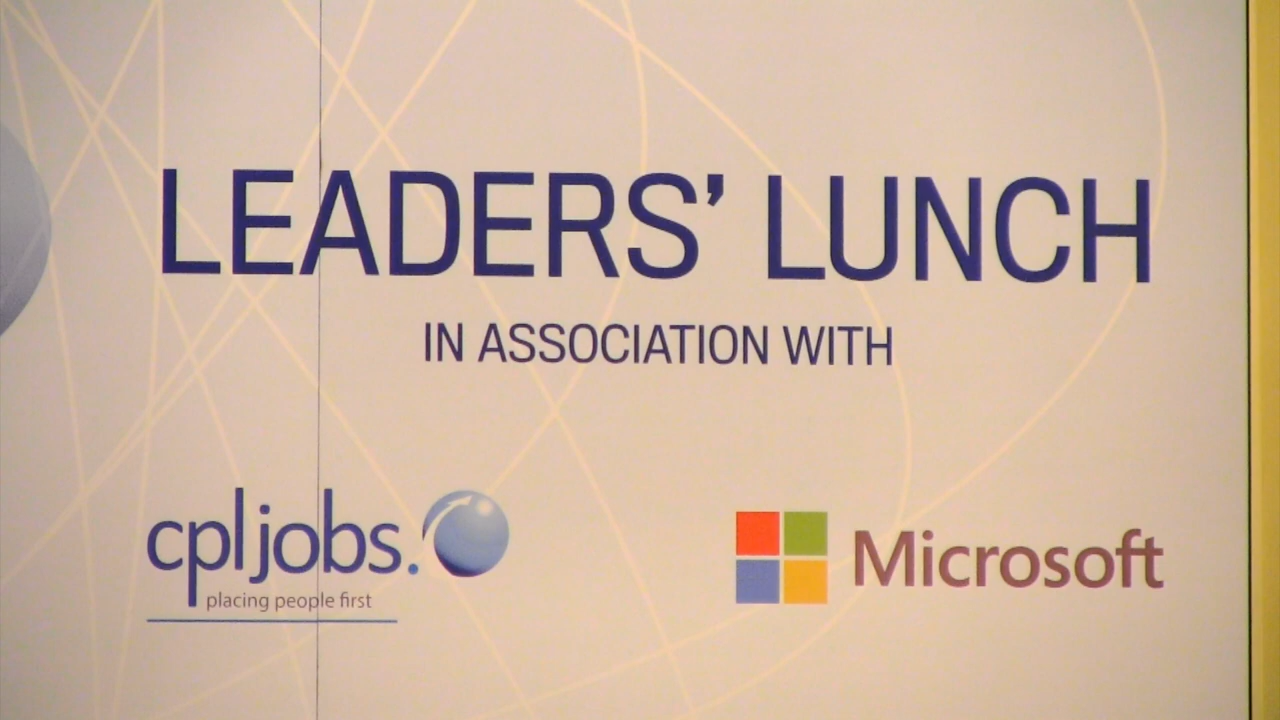 LEADERS’ LUNCH
IN ASSOCIATION WITH
cpljobs.
placing people first
Microsoft